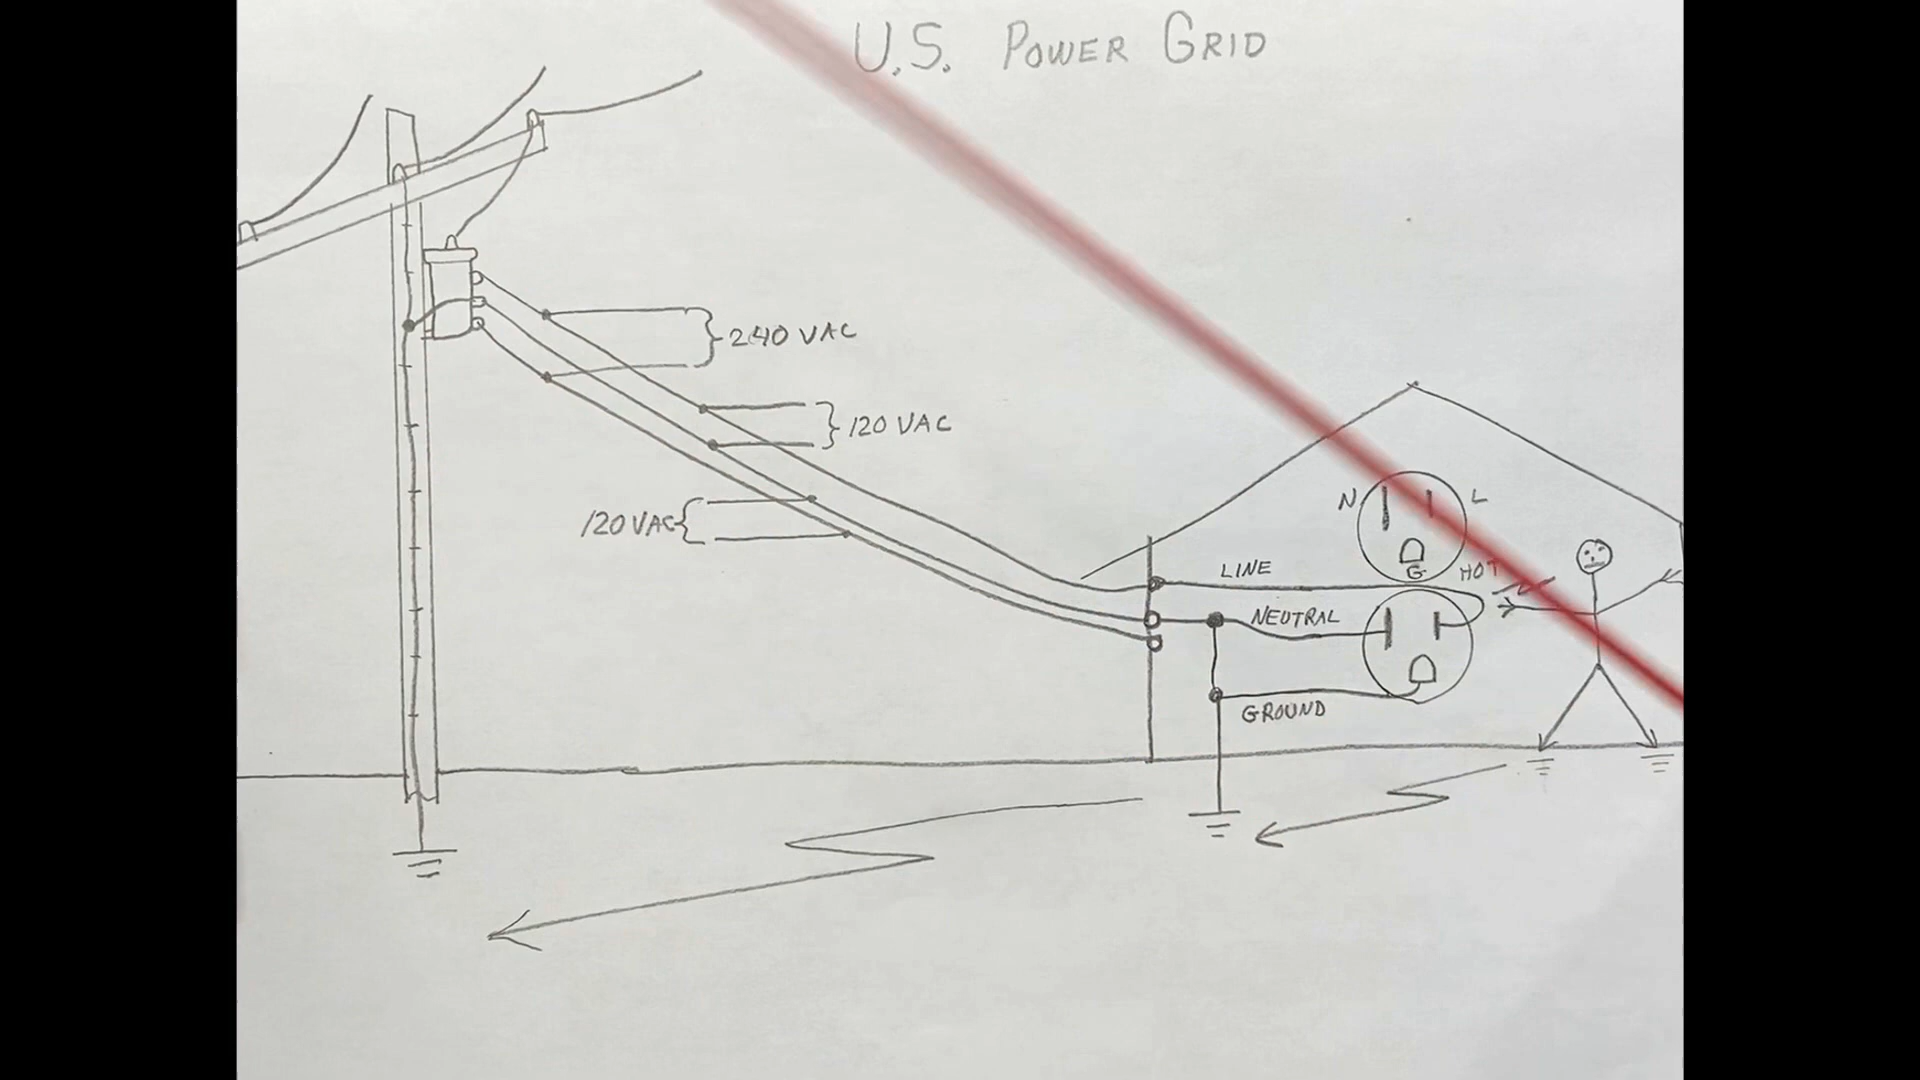 U.S. POWER GRID
240 VAC
120 VAC
120 VAC
N L
G
HOT
LINE
NEUTRAL
GROUND